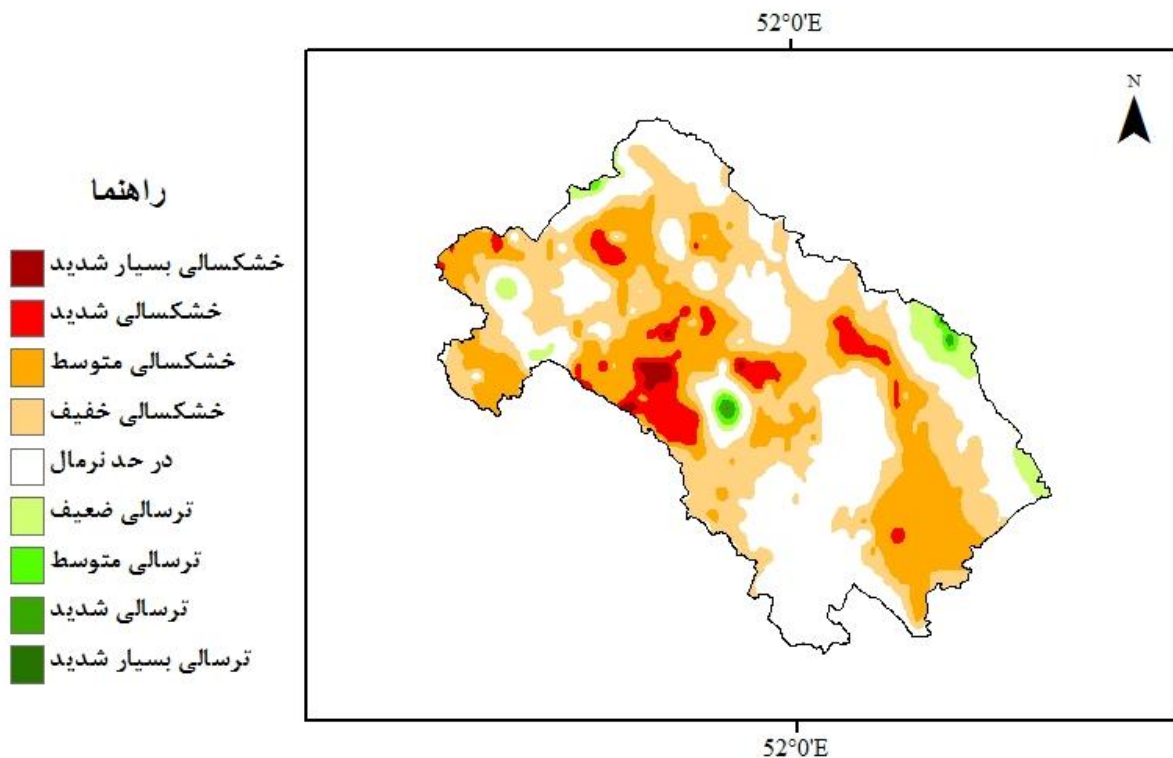 52°0'E
N
راهنما
خشکسالی بسیار شدید
خشکسالی شدید
خشکسالی متوسط
خشکسالی خفیف
در حد نرمال
ترسالی ضعیف
ترسالی متوسط
ترسالی شدید
ترسالی بسیار شدید
52°0'E